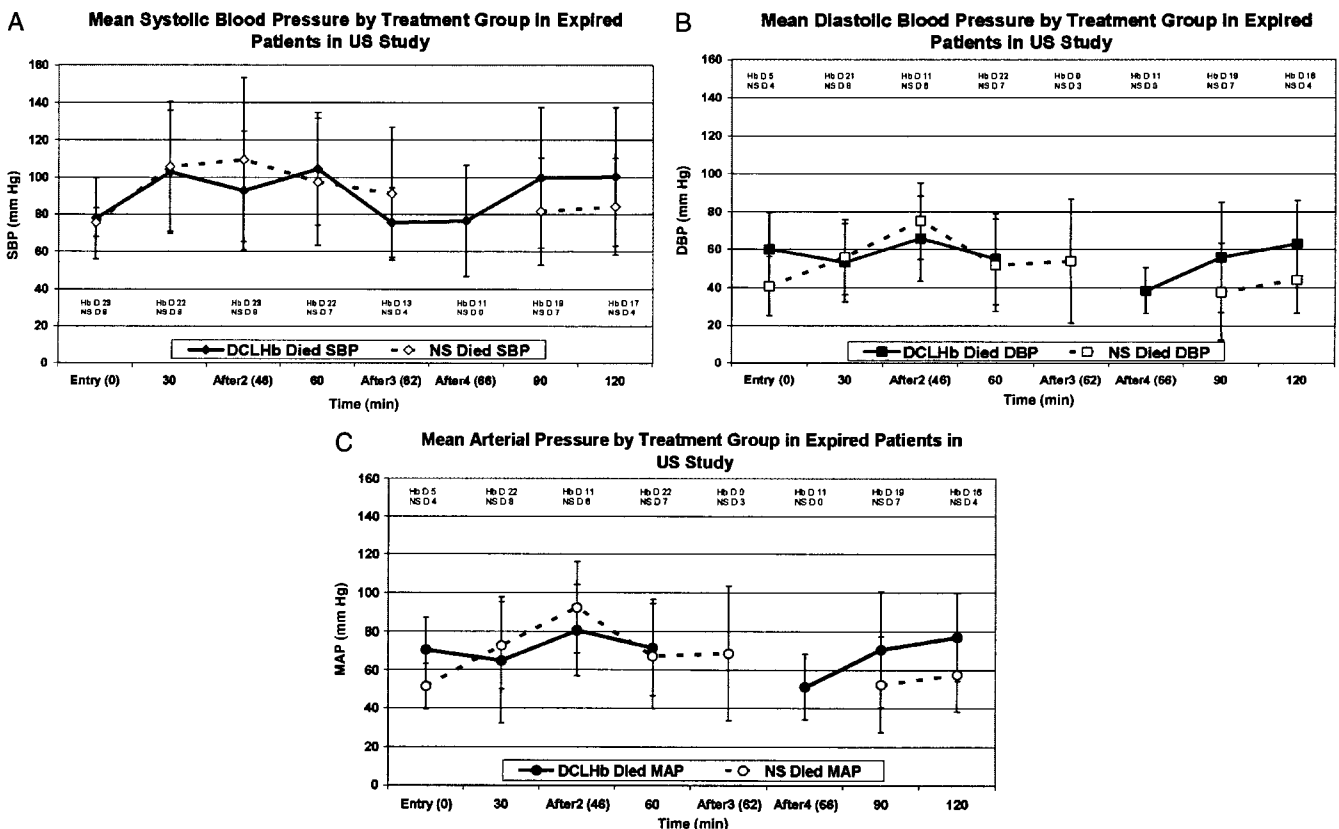 A
Mean Systolic Blood Pressure by Treatment Group in Expired
Patients in US Study
160
140
120
100
80
60
40
20
0
SBP (mm Hg)
Hb D 29
NS D 8
Hb D 22
NS D 8
Hb D 23
NS D 8
Hb D 22
NS D 7
Hb D 13
NS D 4
Hb D 11
NS D 0
Hb D 19
NS D 7
Hb D 17
NS D 4
DCLHb Died SBP
NS Died SBP
Entry (0)
30
After2 (46)
60
After3 (62)
After4 (66)
90
120
Time (min)
B
Mean Diastolic Blood Pressure by Treatment Group in Expired
Patients in US Study
160
140
120
100
80
60
40
20
0
DBP (mm Hg)
Hb D 5
NS D 4
Hb D 21
NS D 8
Hb D 11
NS D 6
Hb D 22
NS D 7
Hb D 0
NS D 3
Hb D 11
NS D
Hb D 19
NS D 7
Hb D 16
NS D 4
DCLHb Died DBP
NS Died DBP
Entry (0)
30
After2 (46)
60
After3 (62)
After4 (66)
90
120
Time (min)
C
Mean Arterial Pressure by Treatment Group in Expired Patients in
US Study
160
140
120
100
80
60
40
20
0
MAP (mm Hg)
Hb D 5
NS D 4
Hb D 22
NS D 8
Hb D 11
NS D 6
Hb D 22
NS D 7
Hb D 0
NS D 3
Hb D 11
NS D 0
Hb D 19
NS D 7
Hb D 16
NS D 4
DCLHb Died MAP
NS Died MAP
Entry (0)
30
After2 (46)
60
After3 (62)
After4 (66)
90
120
Time (min)